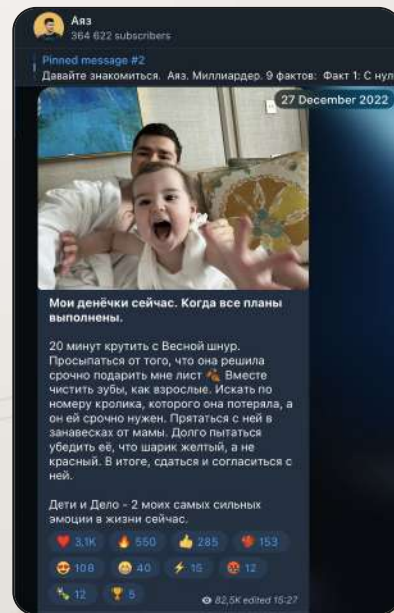 Аяз
364 622 subscribers
Pinned message #2
Давайте знакомиться. Аяз. Миллиардер. 9 фактов: Факт 1: С нул
27 December 2022
Мои денёчки сейчас. Когда все планы
выполнены.
20 минут крутить с Весной шнур.
Просыпаться от того, что она решила
срочно подарить мне лист 🍂 Вместе
чистить зубы, как взрослые. Искать по
номеру кролика, которого она потеряла, а
он ей срочно нужен. Прятаться с ней в
занавесках от мамы. Долго пытаться
убедить её, что шарик желтый, а не
красный. В итоге, сдаться и согласиться с
ней.
Дети и Дело - 2 моих самых сильных
эмоции в жизни сейчас.
❤️ 3,1K 🔥 550 👍 285 153
😍 108 😁 40 ⚡ 15 😡 12
🍾 12 🏆 5 82,5K edited 15:27